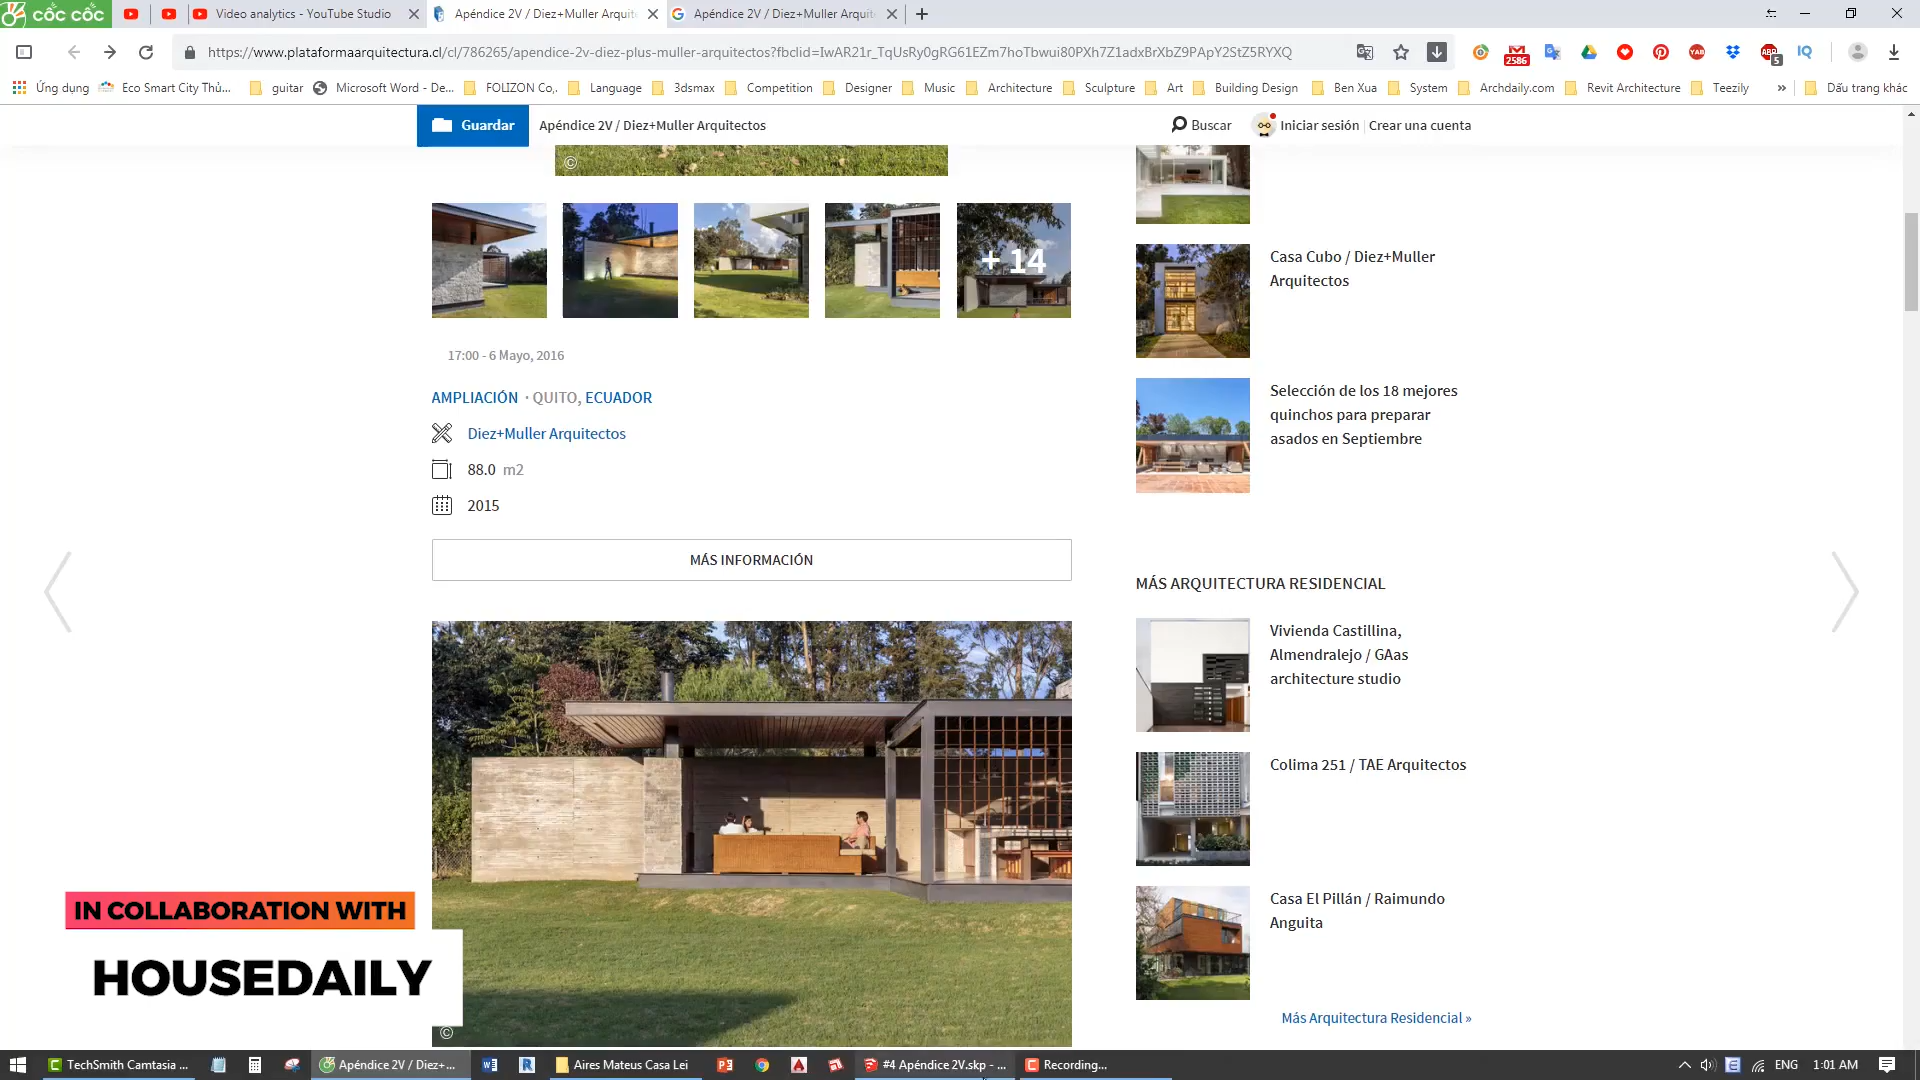 cốc cốc
Video analytics - YouTube Studio
Apéndice 2V / Diez+Muller Arquit
Apéndice 2V / Diez+Muller Arquit
https://www.plataformaarquitectura.cl/cl/786265/apendice-2v-diez-plus-muller-arquitectos?fbclid=IwAR21r_TqUsRy0gRG61EZm7hoTbwui80PXh7Z1adxBrXbZ9PApY2StZ5RYXQ
2586
YAB
ABP
5
IQ
Ứng dụng
Eco Smart City Thủ...
guitar
Microsoft Word - De...
FOLIZON Co,.
Language
3dsmax
Competition
Designer
Music
Architecture
Sculpture
Art
Building Design
Ben Xua
System
Archdaily.com
Revit Architecture
Teezily
»
Dấu trang khác
Guardar
Apéndice 2V / Diez+Muller Arquitectos
Buscar
Iniciar sesión
Crear una cuenta
©
+ 14
17:00 - 6 Mayo, 2016
AMPLIACIÓN · QUITO, ECUADOR
Diez+Muller Arquitectos
88.0 m2
2015
MÁS INFORMACIÓN
©
Casa Cubo / Diez+Muller
Arquitectos
Selección de los 18 mejores
quinchos para preparar
asados en Septiembre
MÁS ARQUITECTURA RESIDENCIAL
Vivienda Castillina,
Almendralejo / GAas
architecture studio
Colima 251 / TAE Arquitectos
Casa El Pillán / Raimundo
Anguita
Más Arquitectura Residencial »
IN COLLABORATION WITH
HOUSEDAILY
TechSmith Camtasia ...
Apéndice 2V / Diez+...
Aires Mateus Casa Lei
#4 Apéndice 2V.skp - ...
Recording...
ENG
1:01 AM